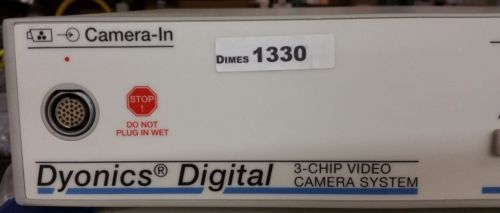 Camera-In
DIMES 1330
STOP
!
DO NOT
PLUG IN WET
Dyonics® Digital
3-CHIP VIDEO
CAMERA SYSTEM